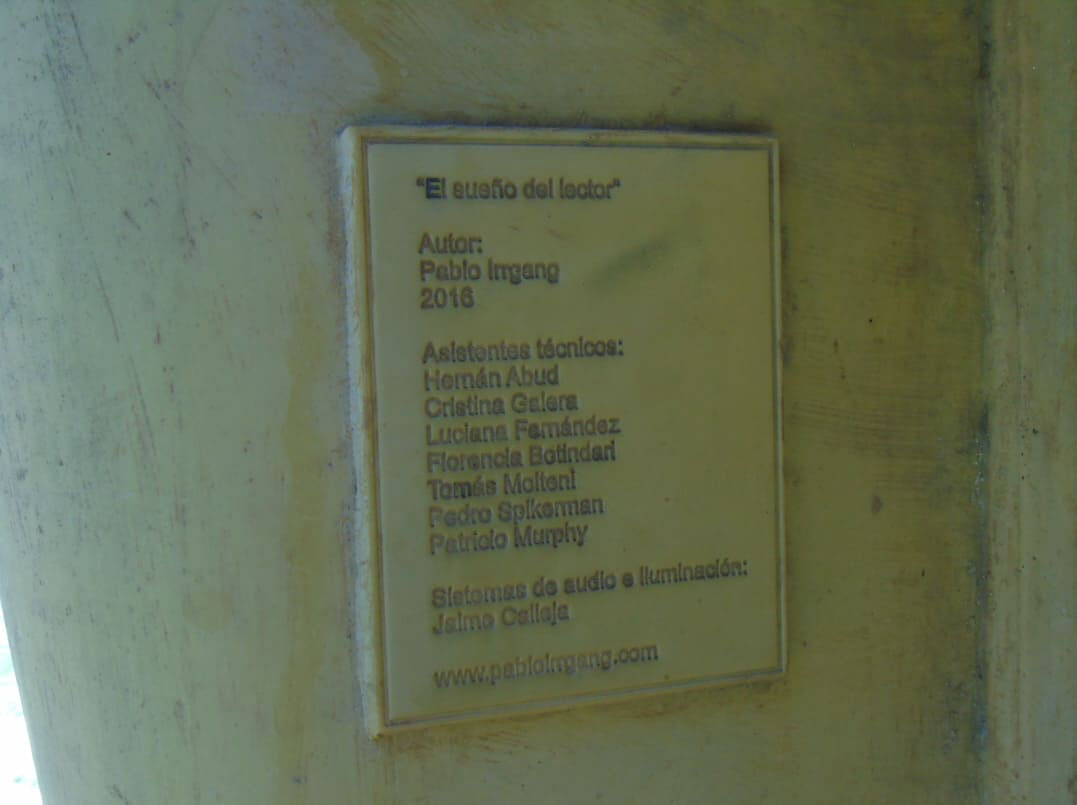 "El sueño del lector"
Autor:
Pablo Irrgang
2016
Asistentes técnicos:
Hernán Abud
Cristina Galera
Luciana Fernández
Florencia Botindari
Tomás Molteni
Pedro Spikerman
Patricio Murphy
Sistemas de audio e iluminación:
Jaime Calleja
www.pabloirrgang.com